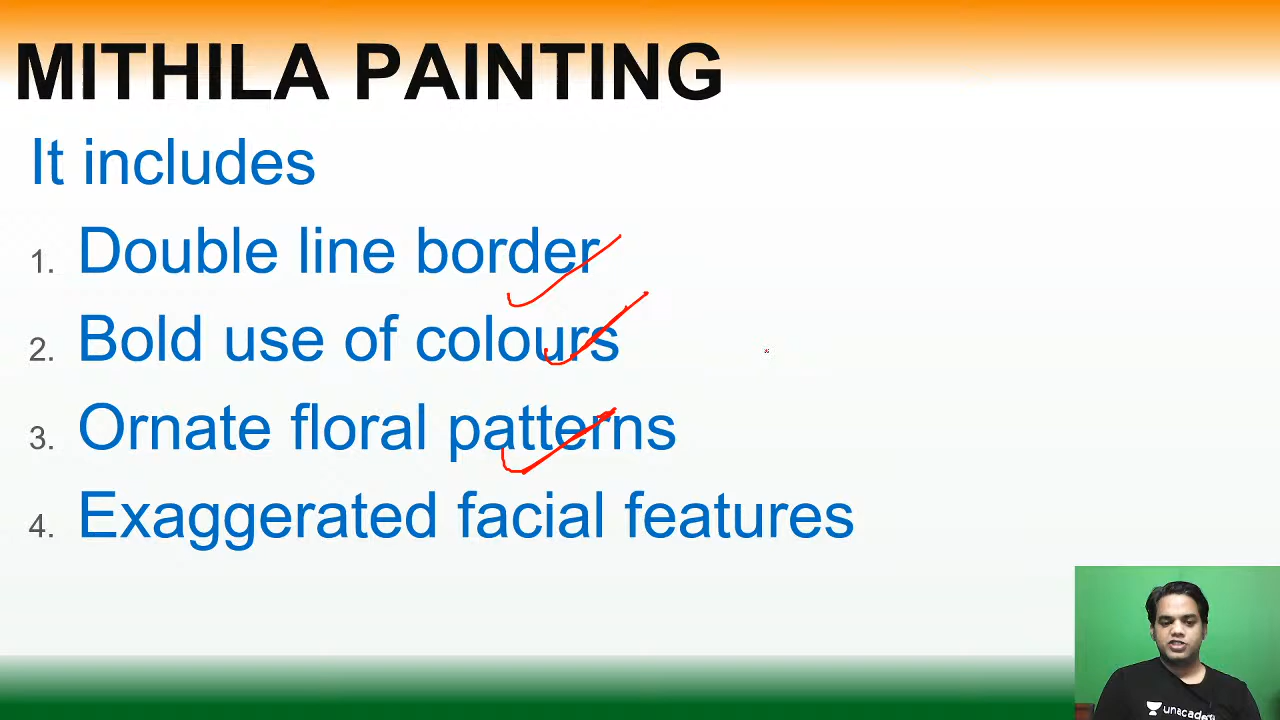 MITHILA PAINTING
It includes
1. Double line border
2. Bold use of colours
3. Ornate floral patterns
4. Exaggerated facial features
unacade